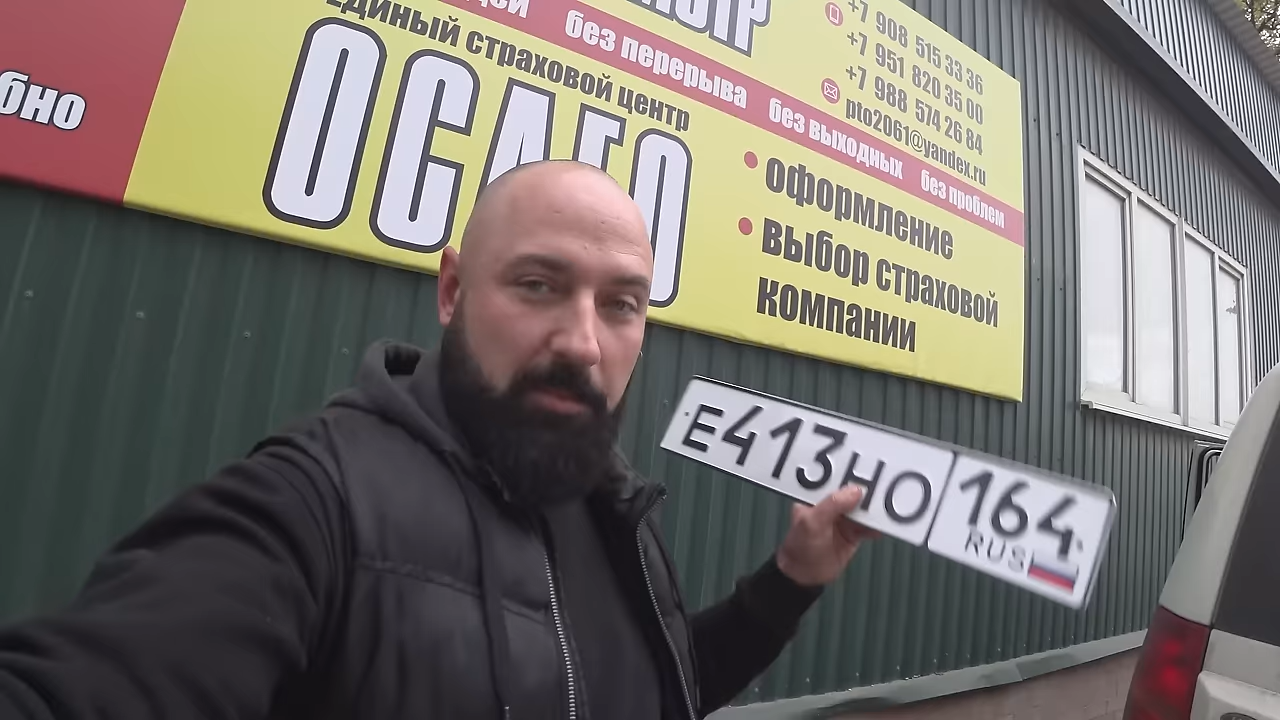 бно
ЕДИНЫЙ страховой центр
ОСАГО
без перерыва без выходных без проблем
+7 908 515 33 36
+7 951 820 35 00
+7 988 574 26 84
pto2061@yandex.ru
• оформление
• выбор страховой
компании
Е413НО 164
RUS